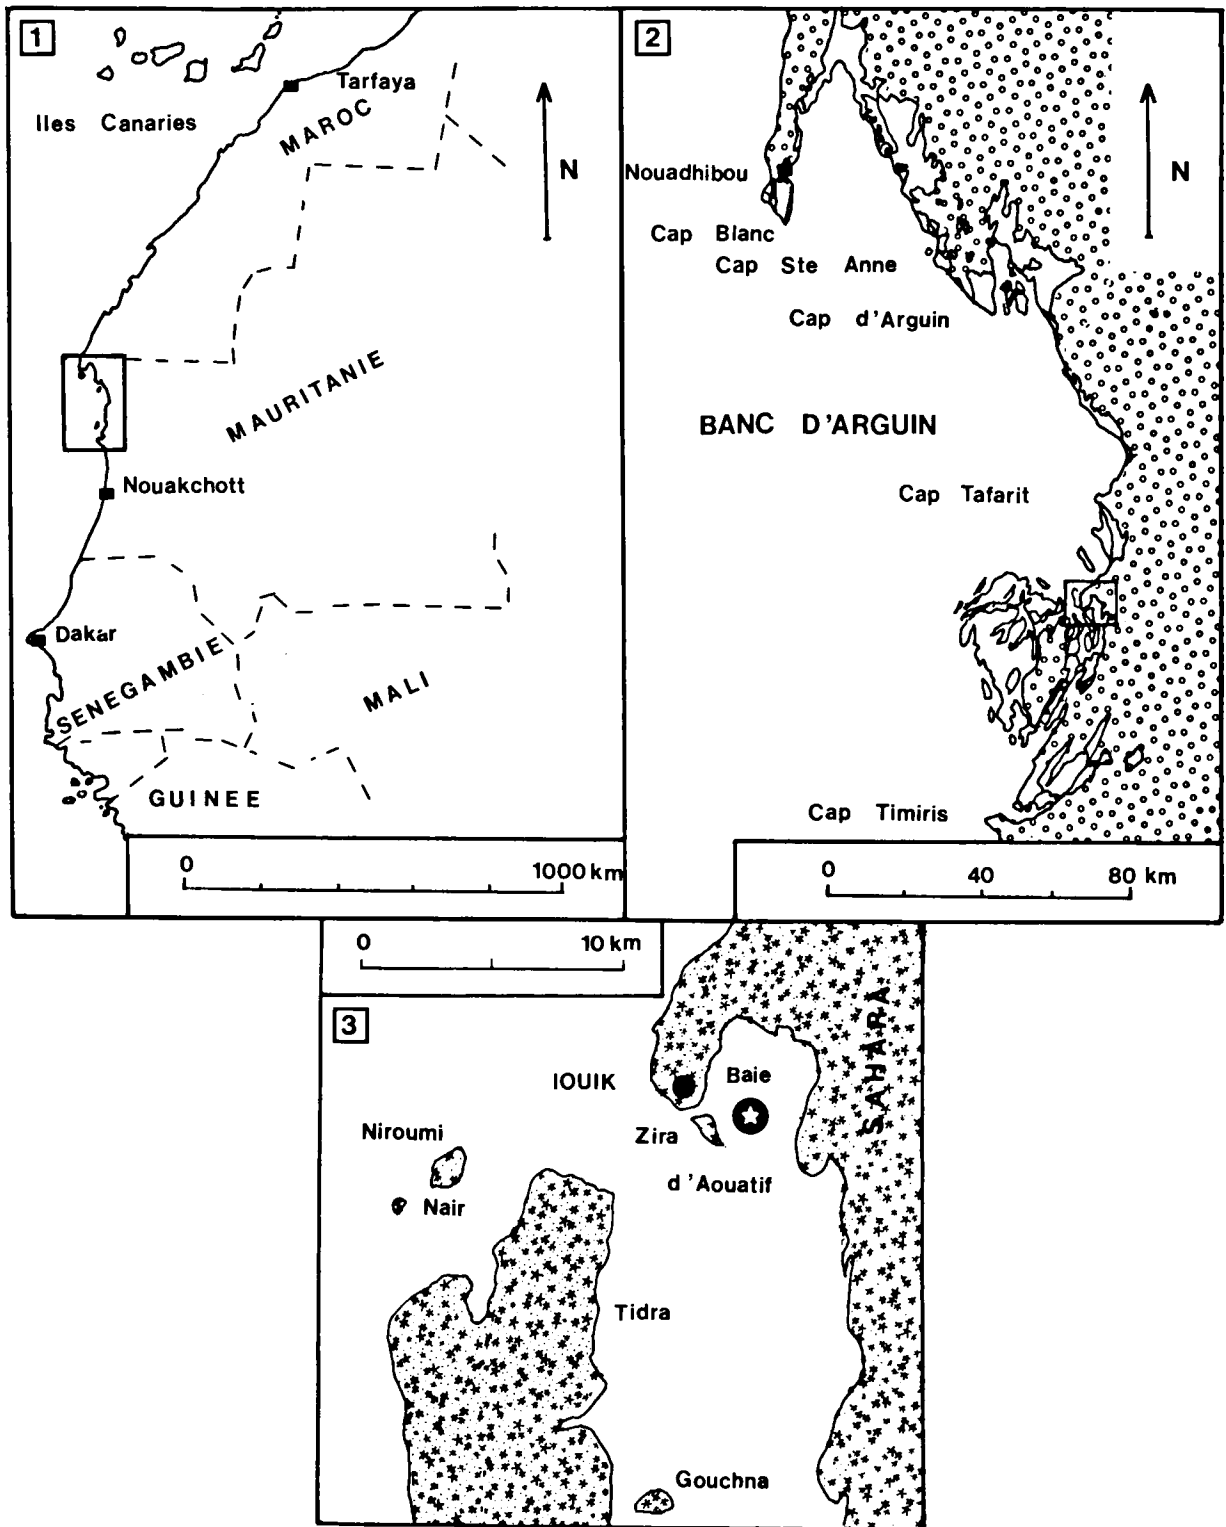 1
Tarfaya
Iles Canaries
MAROC
N
MAURITANIE
Nouakchott
Dakar
SENEGAMBIE
MALI
GUINEE
0 1000 km
2
Nouadhibou
N
Cap Blanc
Cap Ste Anne
Cap d'Arguin
BANC D'ARGUIN
Cap Tafarit
Cap Timiris
0 40 80 km
0 10 km
3
SAHARA
IOUIK
Baie
Niroumi
Zira
d'Aouatif
Nair
Tidra
Gouchna